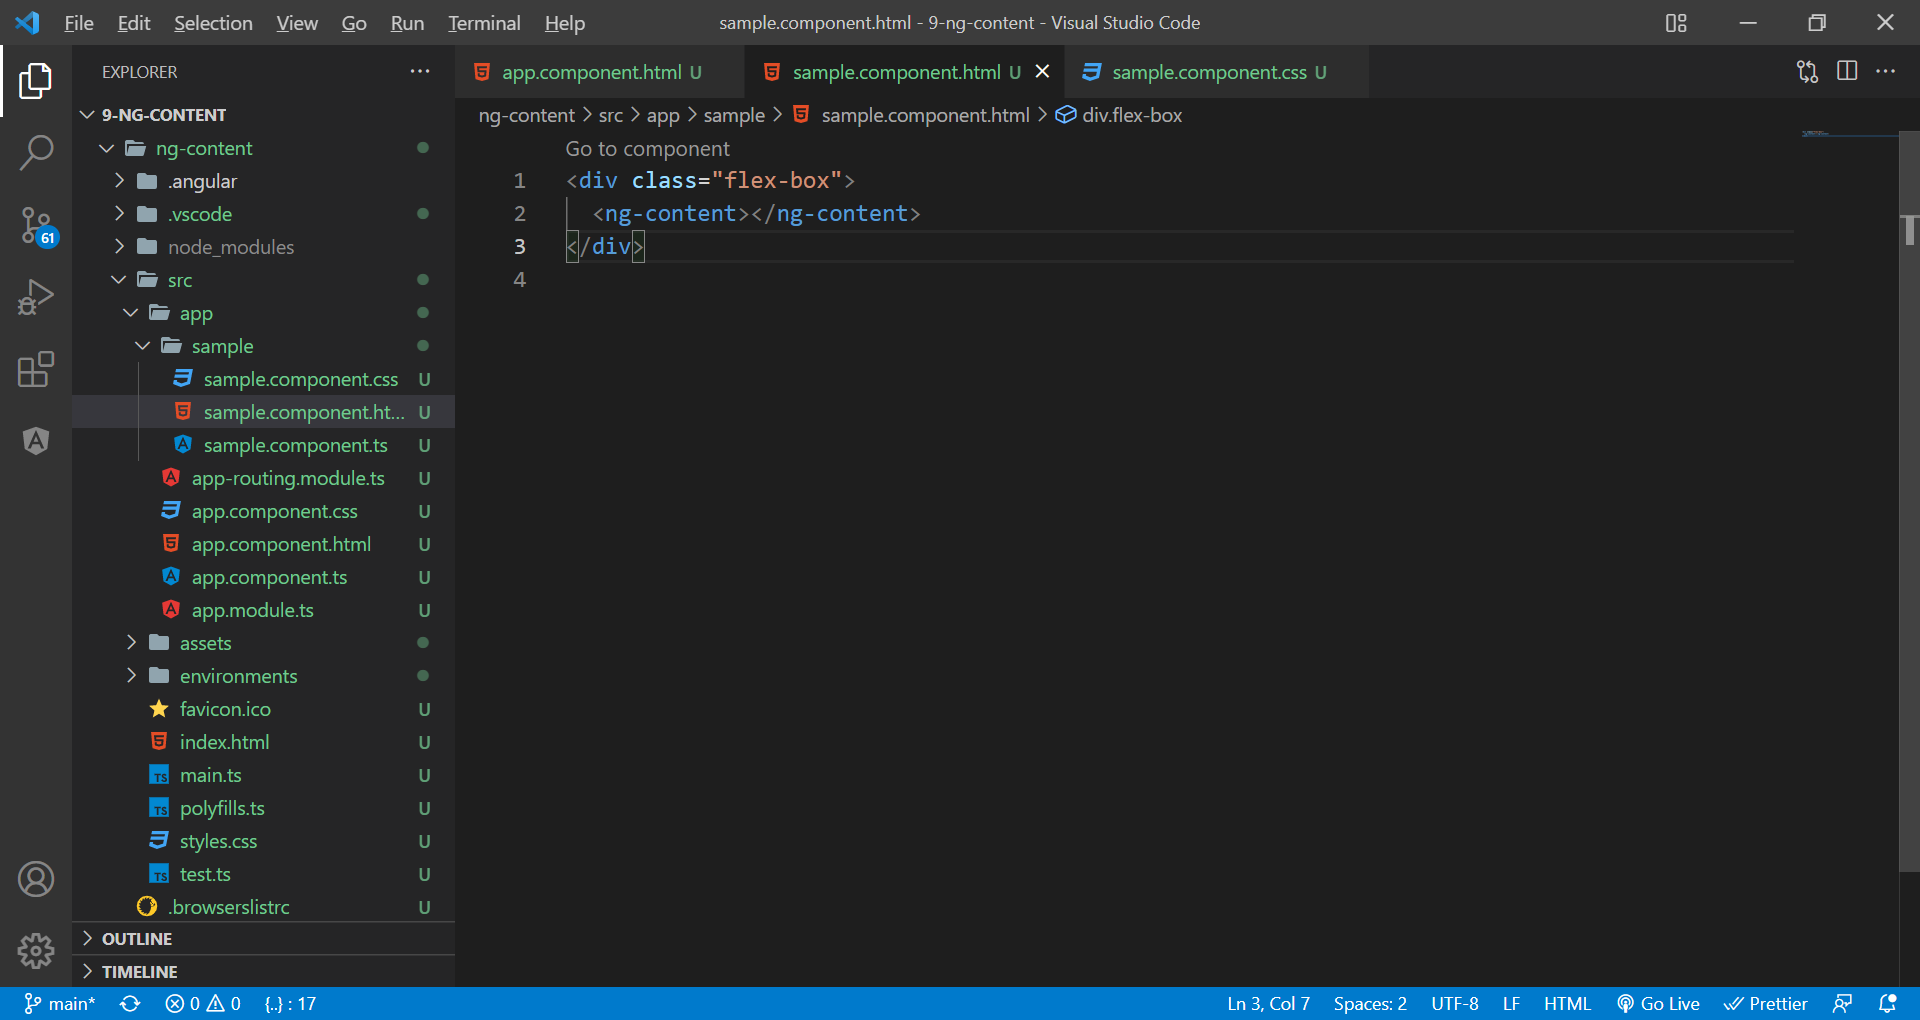 File Edit Selection View Go Run Terminal Help
sample.component.html - 9-ng-content - Visual Studio Code
EXPLORER
9-NG-CONTENT
ng-content
.angular
.vscode
node_modules
src
app
sample
sample.component.css U
sample.component.ht... U
sample.component.ts U
app-routing.module.ts U
app.component.css U
app.component.html U
app.component.ts U
app.module.ts U
assets
environments
favicon.ico U
index.html U
TS main.ts U
TS polyfills.ts U
styles.css U
TS test.ts U
.browserslistrc U
OUTLINE
TIMELINE
61
app.component.html U
sample.component.html U
sample.component.css U
ng-content > src > app > sample > sample.component.html > div.flex-box
Go to component
1 <div class="flex-box">
2 <ng-content></ng-content>
3 </div>
4
main* 0 0 {..} : 17
Ln 3, Col 7 Spaces: 2 UTF-8 LF HTML Go Live Prettier